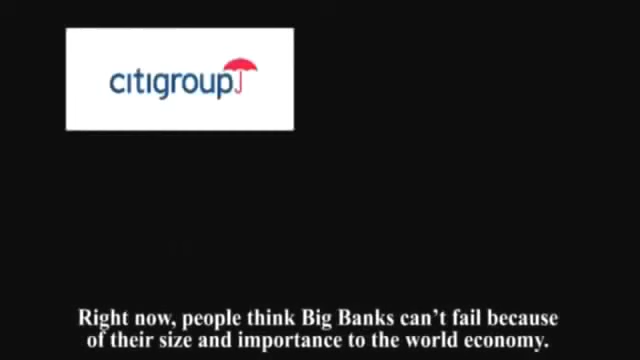 citigroup
Right now, people think Big Banks can't fail because
of their size and importance to the world economy.